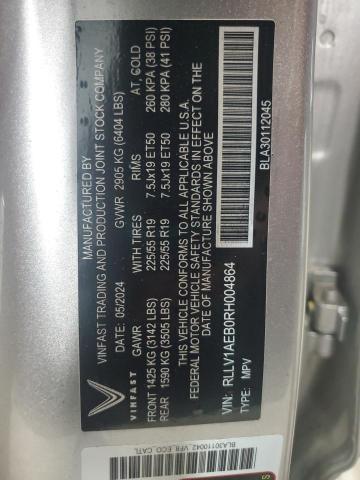 MANUFACTURED BY:
VINFAST TRADING AND PRODUCTION JOINT STOCK COMPANY
05/2024 GVWR 2905 KG (6404 LBS)
GAWR WITH TIRES RIMS AT, COLD
FRONT 1425 KG (3142 LBS) 225/55 R19 7.5Jx19 ET50 260 KPA (38 PSI)
REAR 1590 KG (3505 LBS) 225/55 R19 7.5Jx19 ET50 280 KPA (41 PSI)
THIS VEHICLE CONFORMS TO ALL APPLICABLE U.S.A.
FEDERAL MOTOR VEHICLE SAFETY STANDARDS IN EFFECT ON THE
DATE OF MANUFACTURE SHOWN ABOVE.
VIN: RLLV1AEB0RH004864
TYPE: MPV
VINFAST
BLA30112045
BLA30110042_VF8_ECO_CATL